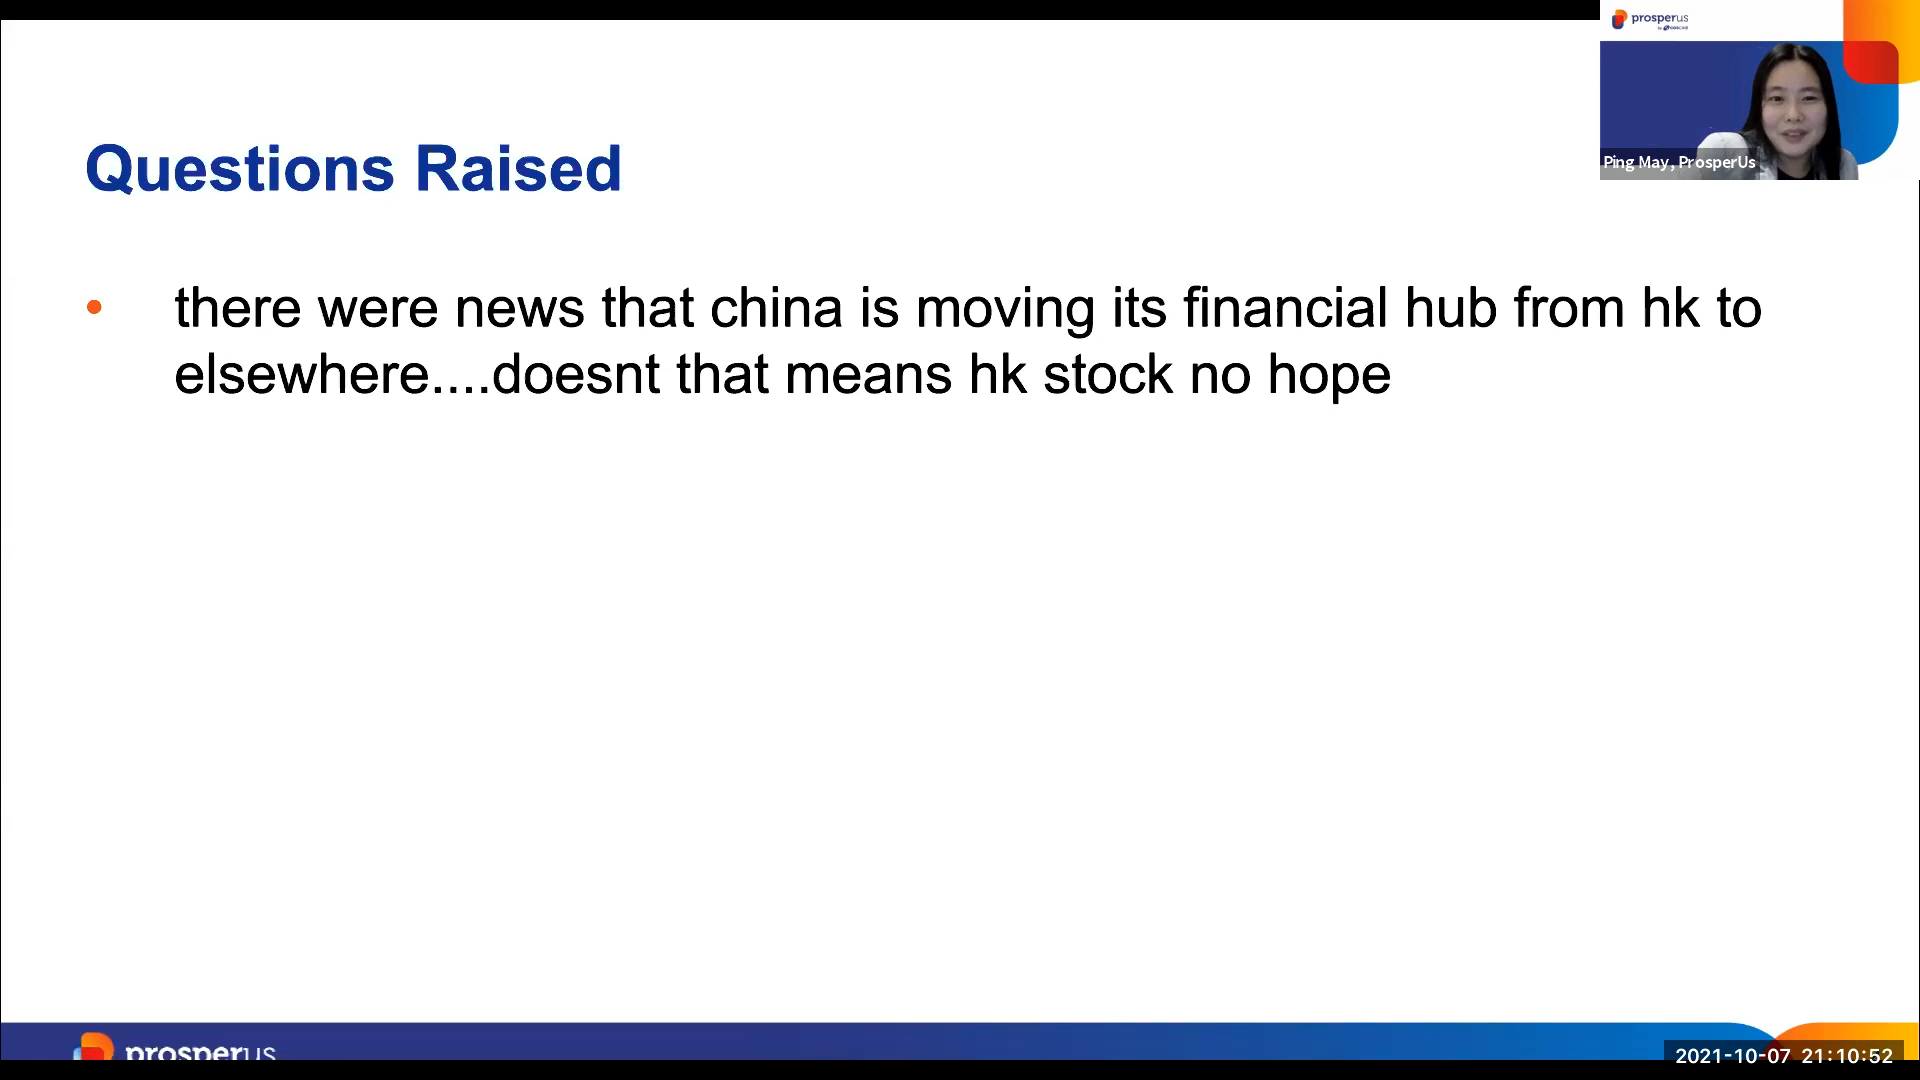 prosperus
Ping May, ProsperUs
Questions Raised
• there were news that china is moving its financial hub from hk to
elsewhere....doesnt that means hk stock no hope
prosperus
2021-10-07 21:10:52